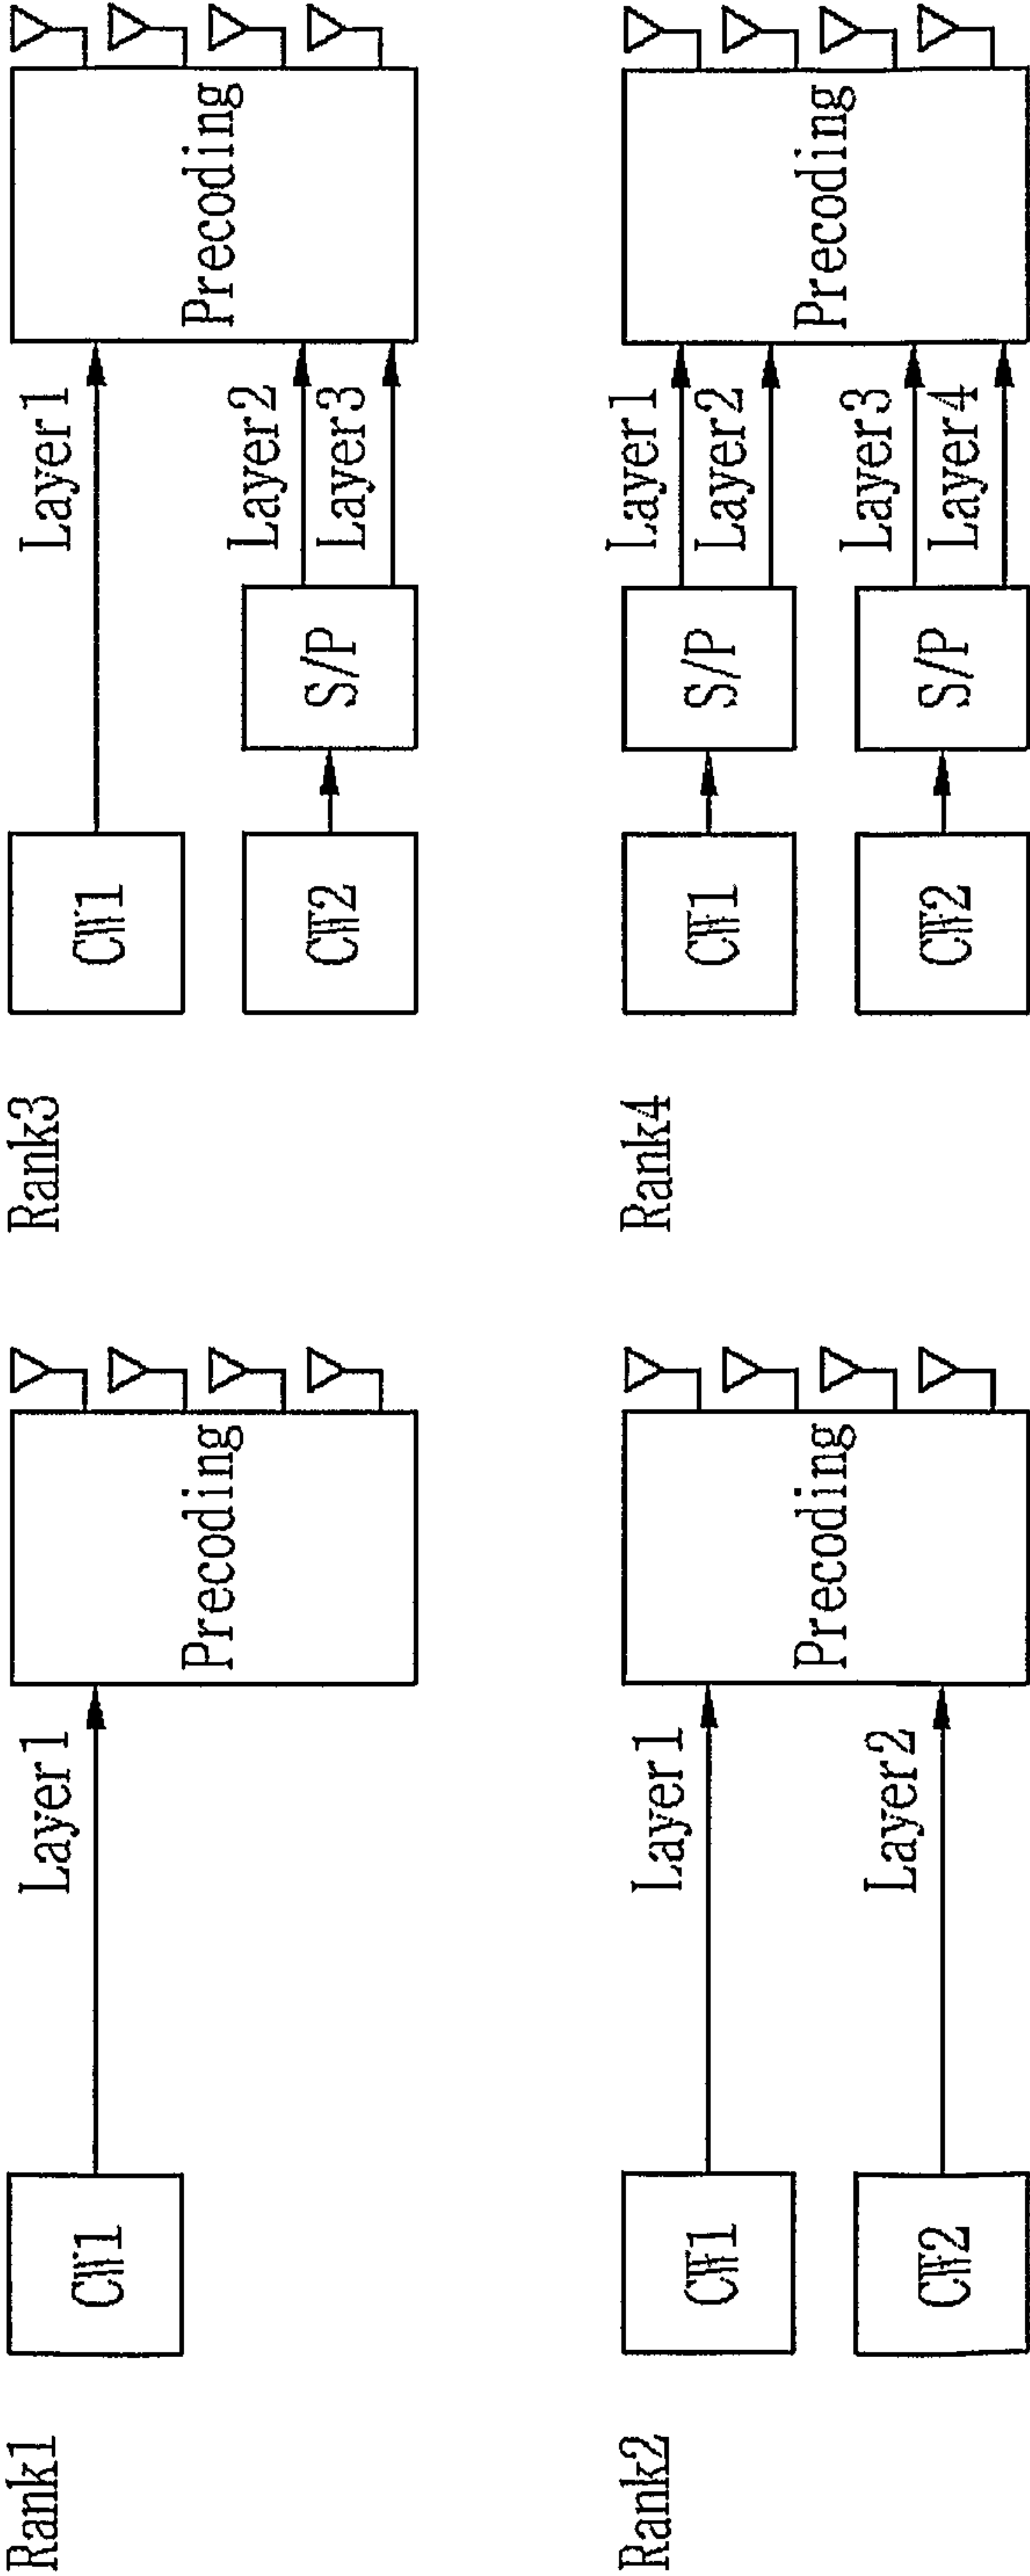 Rank1
CW1
Layer1
Precoding
Rank3
CW1
Layer1
CW2
S/P
Layer2
Layer3
Precoding
Rank2
CW1
Layer1
CW2
Layer2
Precoding
Rank4
CW1
S/P
Layer1
Layer2
CW2
S/P
Layer3
Layer4
Precoding